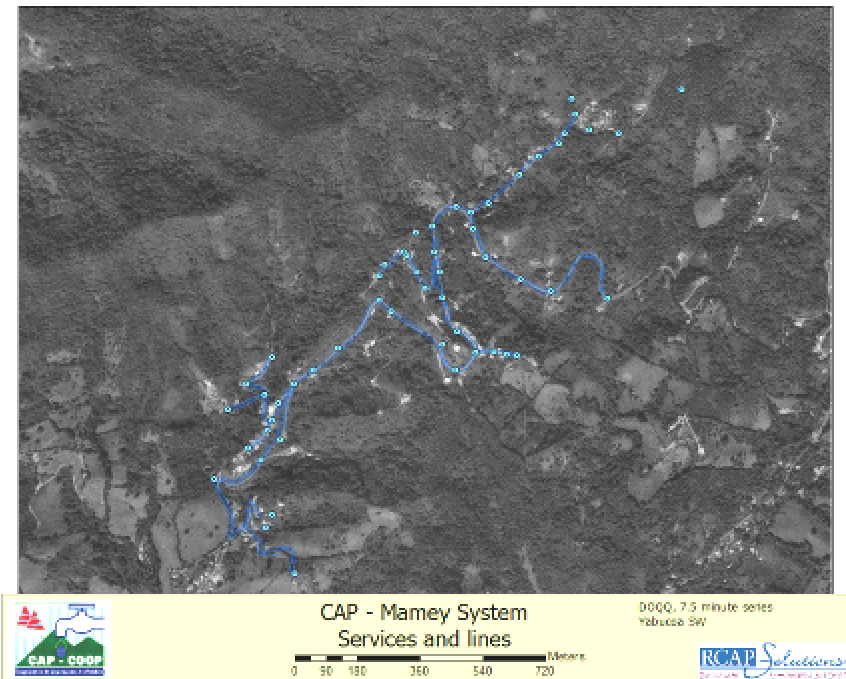 CAP - Mamey System
Services and lines
Meters
0 90 180 360 540 720
DOQQ, 7.5 minute series
Yabucoa SW
CAP - COOP
RCAP Solutions